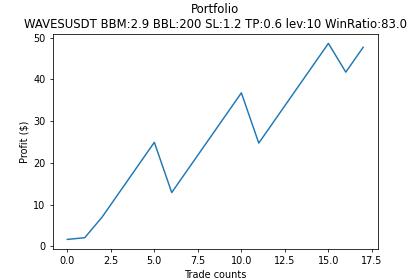 Portfolio
WAVESUSDT BBM:2.9 BBL:200 SL:1.2 TP:0.6 lev:10 WinRatio:83.0
50
40
30
20
10
0
Profit ($)
0.0 2.5 5.0 7.5 10.0 12.5 15.0 17.5
Trade counts